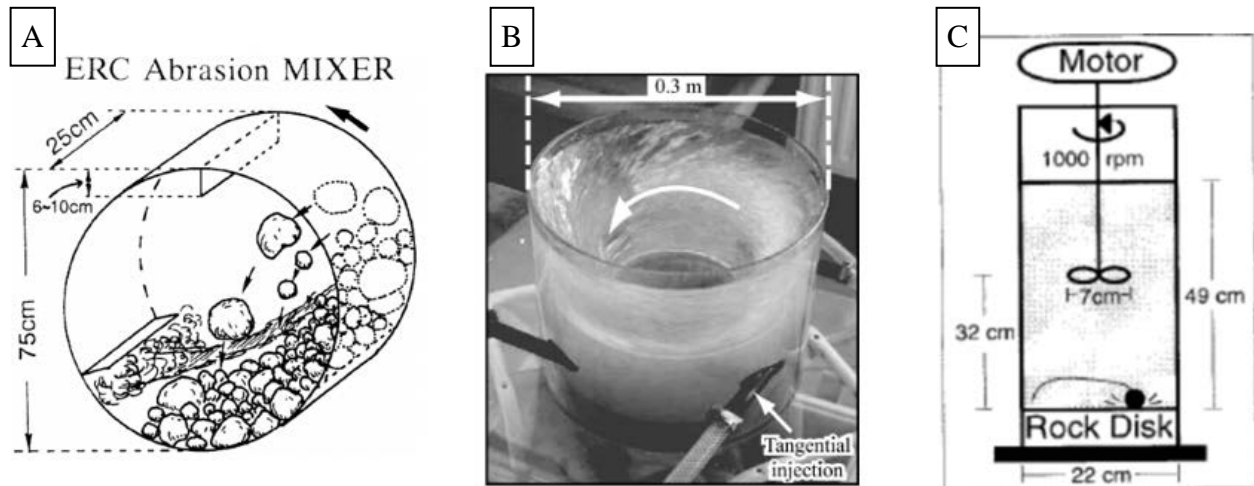 A
ERC Abrasion MIXER
25cm
6~10cm
75cm
B
0.3 m
Tangential
injection
C
Motor
1000 rpm
7cm
32 cm
49 cm
Rock Disk
22 cm